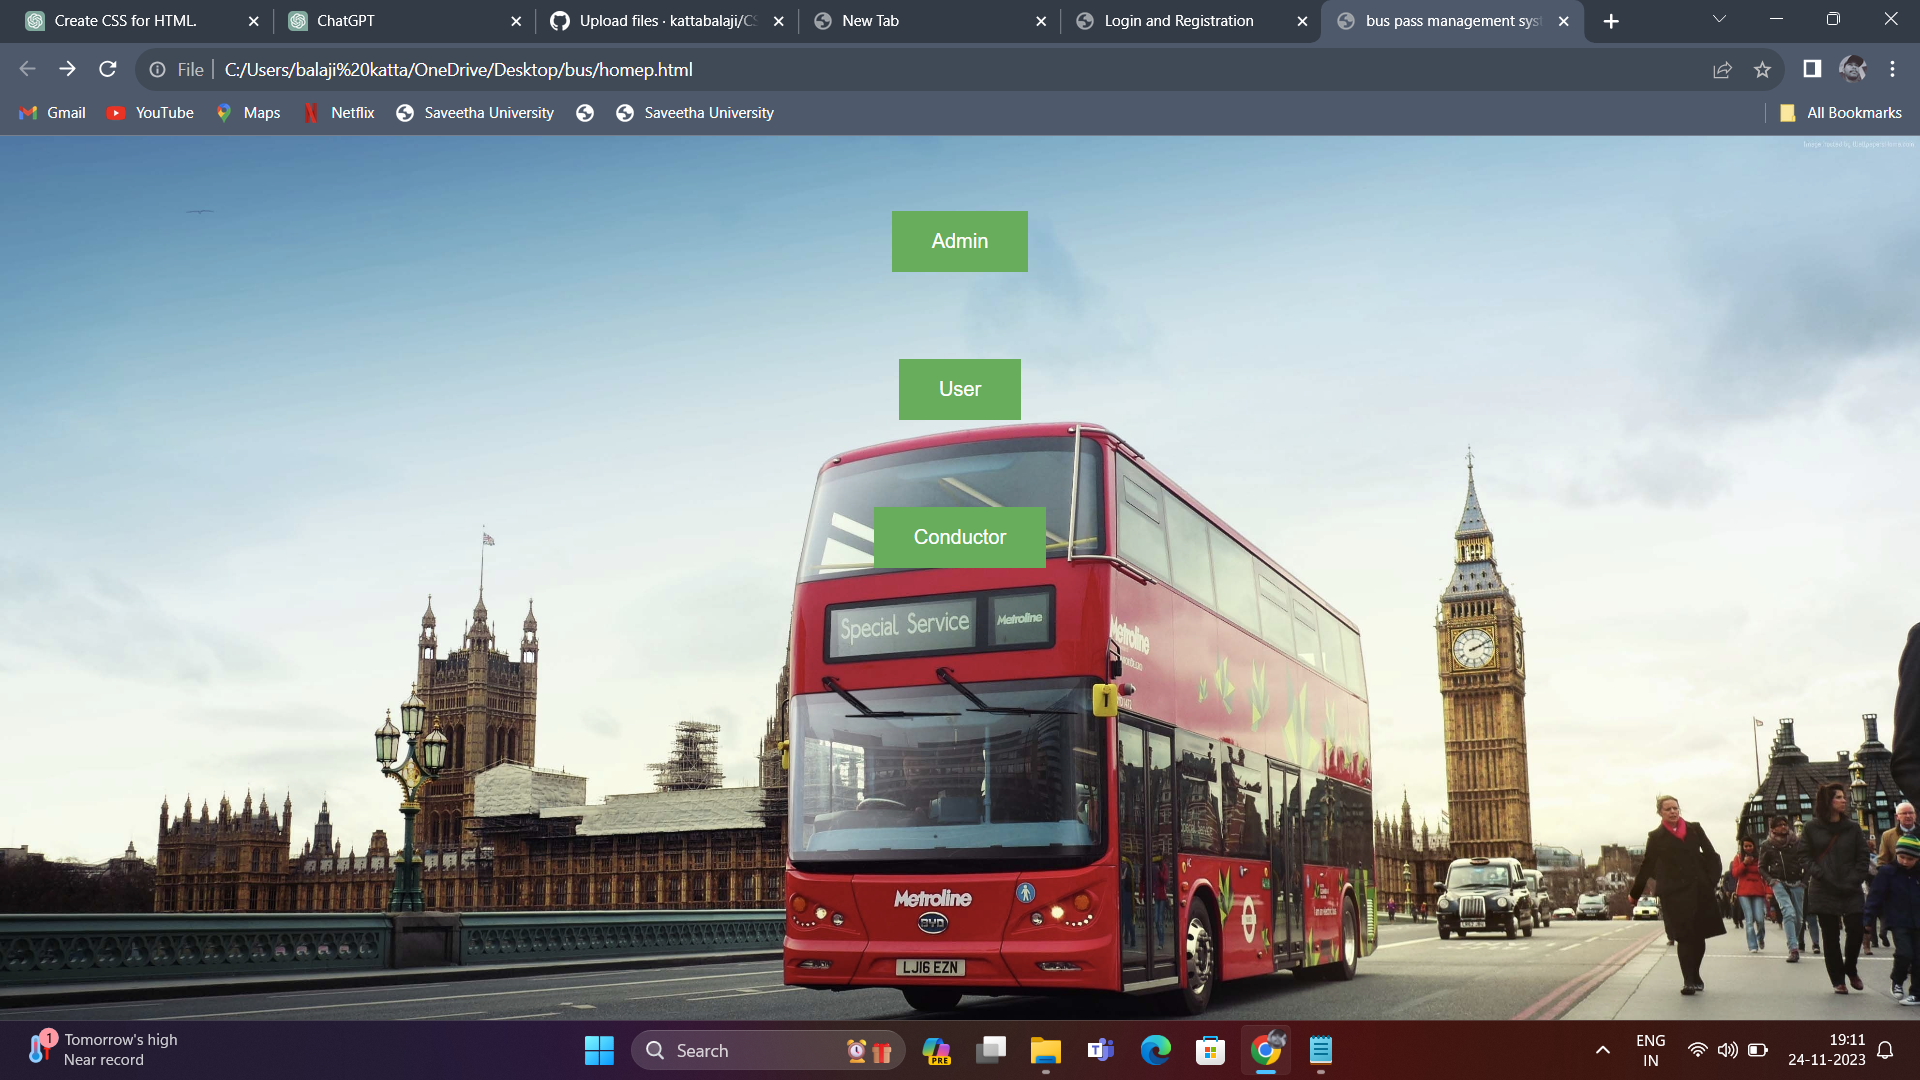 Create CSS for HTML.
ChatGPT
Upload files · kattabalaji/CS
New Tab
Login and Registration
bus pass management syst
File
C:/Users/balaji%20katta/OneDrive/Desktop/bus/homep.html
Gmail
YouTube
Maps
Netflix
Saveetha University
Saveetha University
All Bookmarks
Admin
User
Conductor
Special Service
Metroline
Metroline
Metroline
BYD
LJ16 EZN
1
Tomorrow's high
Near record
Search
PRE
ENG
IN
19:11
24-11-2023